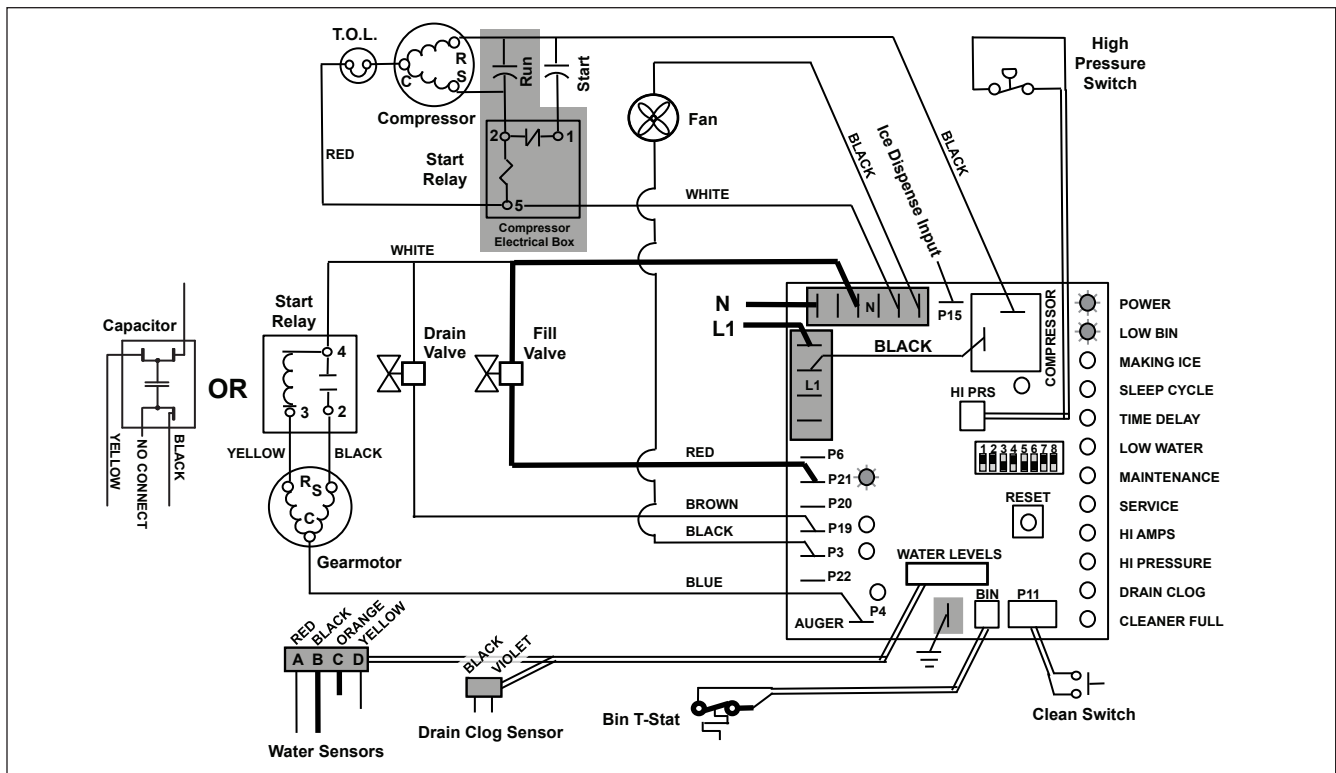 T.O.L.
R
S
C
Compressor
Run
Start
2
1
Start
Relay
5
Compressor
Electrical Box
RED
WHITE
Fan
BLACK
Ice Dispense Input
BLACK
High
Pressure
Switch
WHITE
Capacitor
YELLOW
NO CONNECT
BLACK
OR
Start
Relay
4
3
2
YELLOW
BLACK
R
S
C
Gearmotor
Drain
Valve
Fill
Valve
N
L1
N
P15
BLACK
L1
COMPRESSOR
HI PRS
1 2 3 4 5 6 7 8
RESET
POWER
LOW BIN
MAKING ICE
SLEEP CYCLE
TIME DELAY
LOW WATER
MAINTENANCE
SERVICE
HI AMPS
HI PRESSURE
DRAIN CLOG
CLEANER FULL
RED
P6
P21
P20
BROWN
P19
BLACK
P3
P22
BLUE
P4
AUGER
WATER LEVELS
BIN
P11
RED
BLACK
ORANGE
YELLOW
A B C D
Water Sensors
BLACK
VIOLET
Drain Clog Sensor
Bin T-Stat
Clean Switch